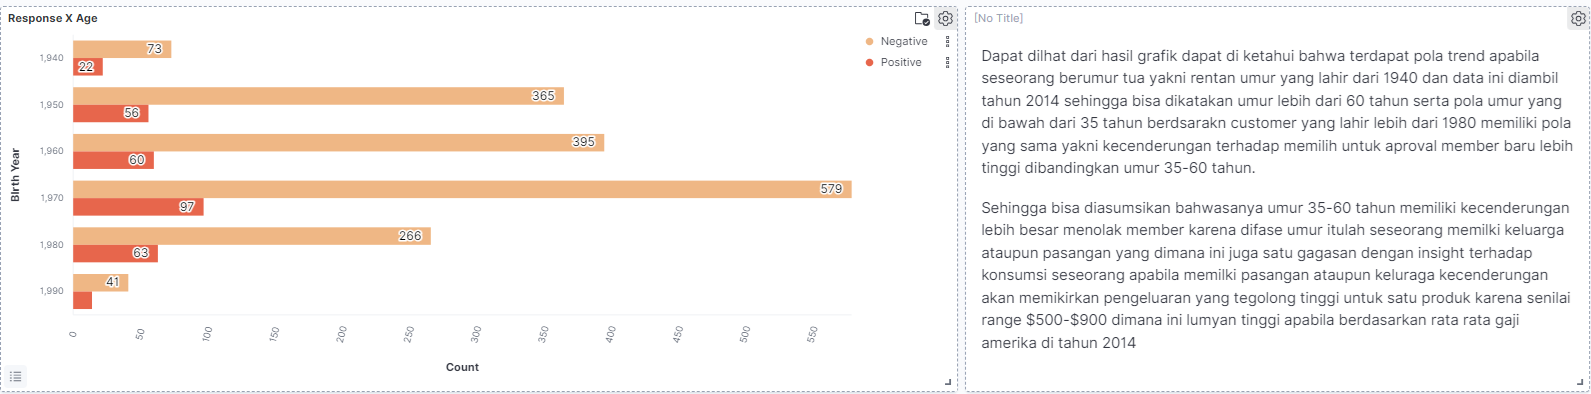 Response X Age
Negative
Positive
BIrth Year
1,940
73
22
1,950
365
56
1,960
395
60
1,970
579
97
1,980
266
63
1,990
41
0
50
100
150
200
250
300
350
400
450
500
550
Count
[No Title]
Dapat dilhat dari hasil grafik dapat di ketahui bahwa terdapat pola trend apabila
seseorang berumur tua yakni rentan umur yang lahir dari 1940 dan data ini diambil
tahun 2014 sehingga bisa dikatakan umur lebih dari 60 tahun serta pola umur yang
di bawah dari 35 tahun berdsarakn customer yang lahir lebih dari 1980 memiliki pola
yang sama yakni kecenderungan terhadap memilih untuk aproval member baru lebih
tinggi dibandingkan umur 35-60 tahun.
Sehingga bisa diasumsikan bahwasanya umur 35-60 tahun memiliki kecenderungan
lebih besar menolak member karena difase umur itulah seseorang memilki keluarga
ataupun pasangan yang dimana ini juga satu gagasan dengan insight terhadap
konsumsi seseorang apabila memilki pasangan ataupun keluraga kecenderungan
akan memikirkan pengeluaran yang tegolong tinggi untuk satu produk karena senilai
range $500-$900 dimana ini lumyan tinggi apabila berdasarkan rata rata gaji
amerika di tahun 2014